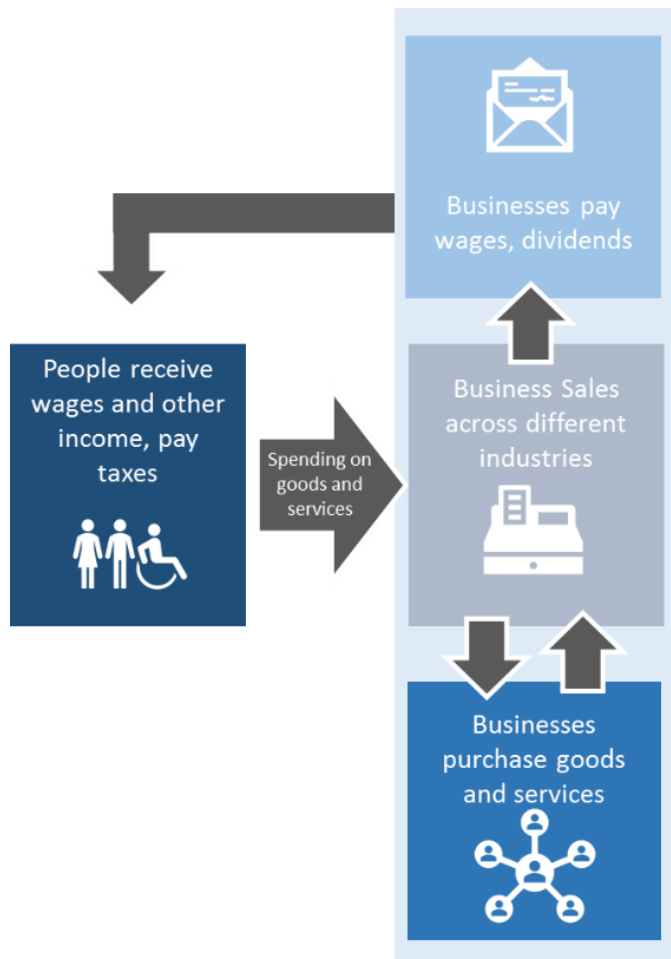 Businesses pay
wages, dividends
People receive
wages and other
income, pay
taxes
Spending on
goods and
services
Business Sales
across different
industries
Businesses
purchase goods
and services